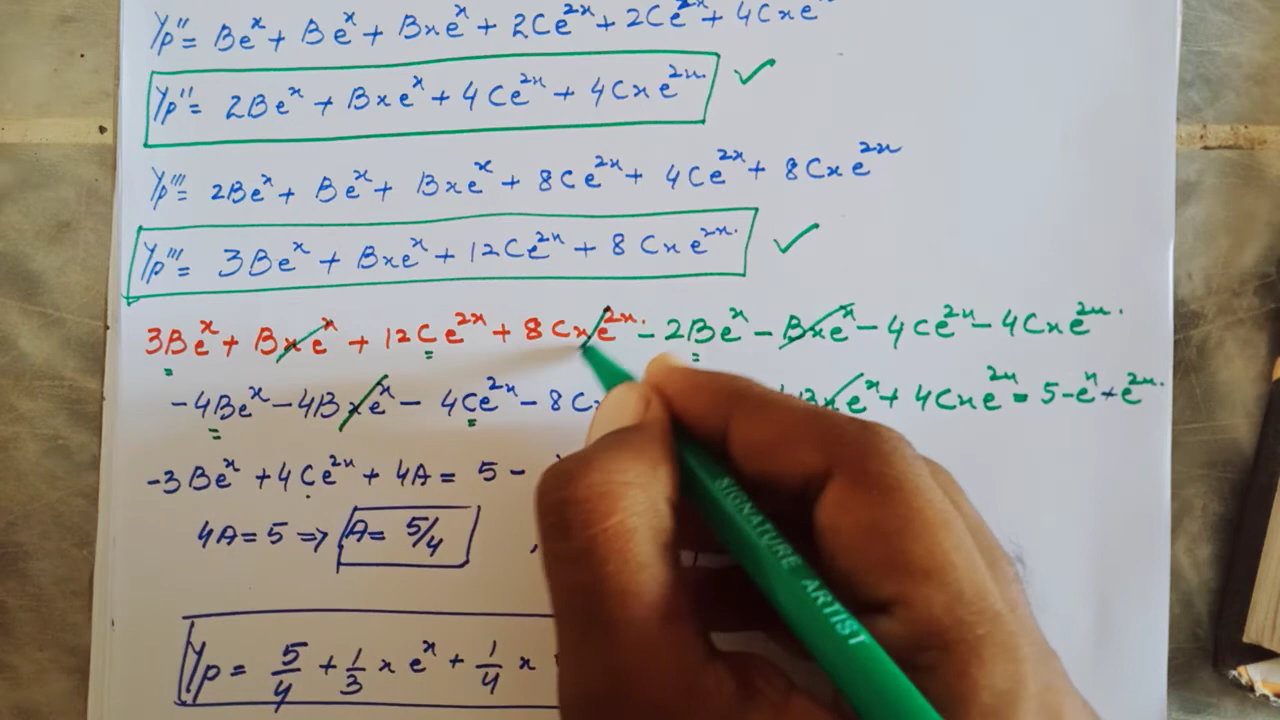 Yp'' = Be^x + Be^x + Bxe^x + 2Ce^2x + 2Ce^2x + 4Cxe
Yp'' = 2Be^x + Bxe^x + 4Ce^2x + 4Cxe^2x. ✓
Yp''' = 2Be^x + Be^x + Bxe^x + 8Ce^2x + 4Ce^2x + 8Cxe^2x
Yp''' = 3Be^x + Bxe^x + 12Ce^2x + 8Cxe^2x. ✓
3Be^x + Bxe^x + 12Ce^2x + 8Cxe^2x. - 2Be^x - Bxe^x - 4Ce^2x - 4Cxe^2x.
-4Be^x - 4Bxe^x - 4Ce^2x - 8C Bxe^x + 4Cxe^2x = 5 - e^x + e^2x.
-3Be^x + 4Ce^2x + 4A = 5 -
4A = 5 => A = 5/4 ,
Yp = 5/4 + 1/3 x e^x + 1/4 x
SIGNATURE ARTIST